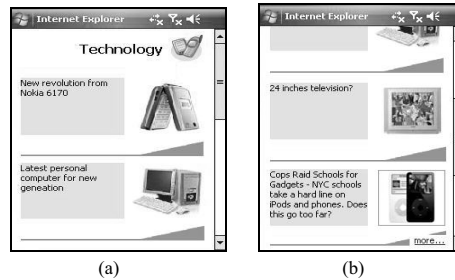 Internet Explorer
Technology
New revolution from
Nokia 6170
Latest personal
computer for new
geneation
(a)
Internet Explorer
24 inches television?
Cops Raid Schools for
Gadgets - NYC schools
take a hard line on
iPods and phones. Does
this go too far?
more...
(b)